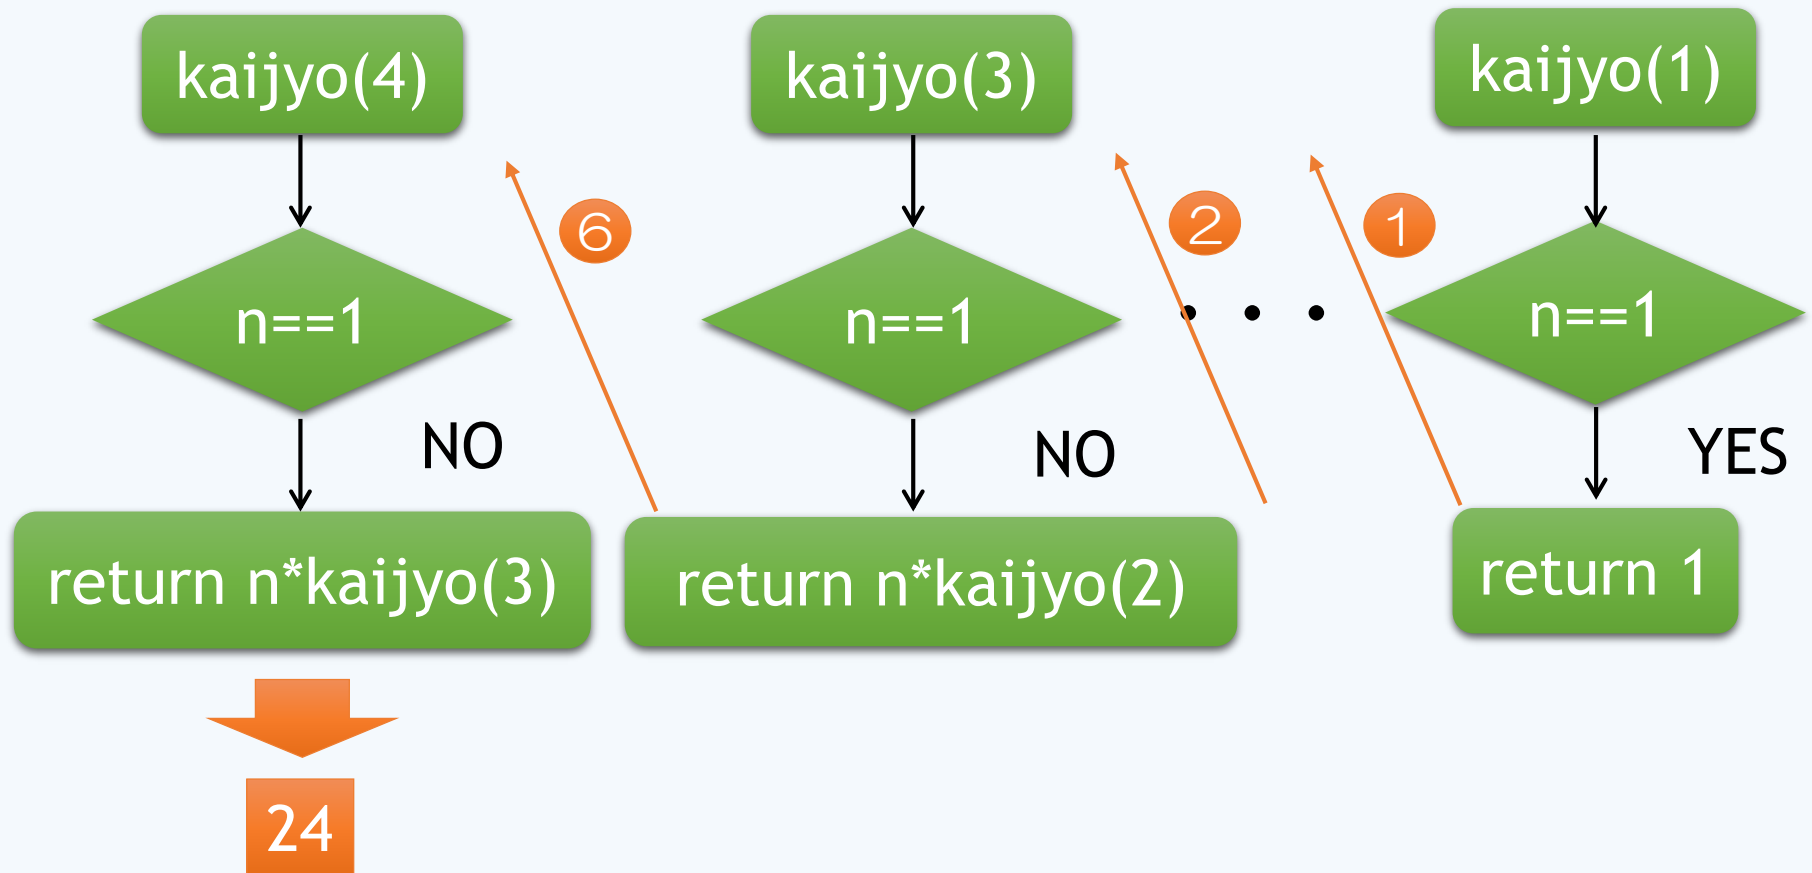 kaijyo(4)
kaijyo(3)
kaijyo(1)
6
2
1
n==1
n==1
・・・
n==1
NO
NO
YES
return n*kaijyo(3)
return n*kaijyo(2)
return 1
24